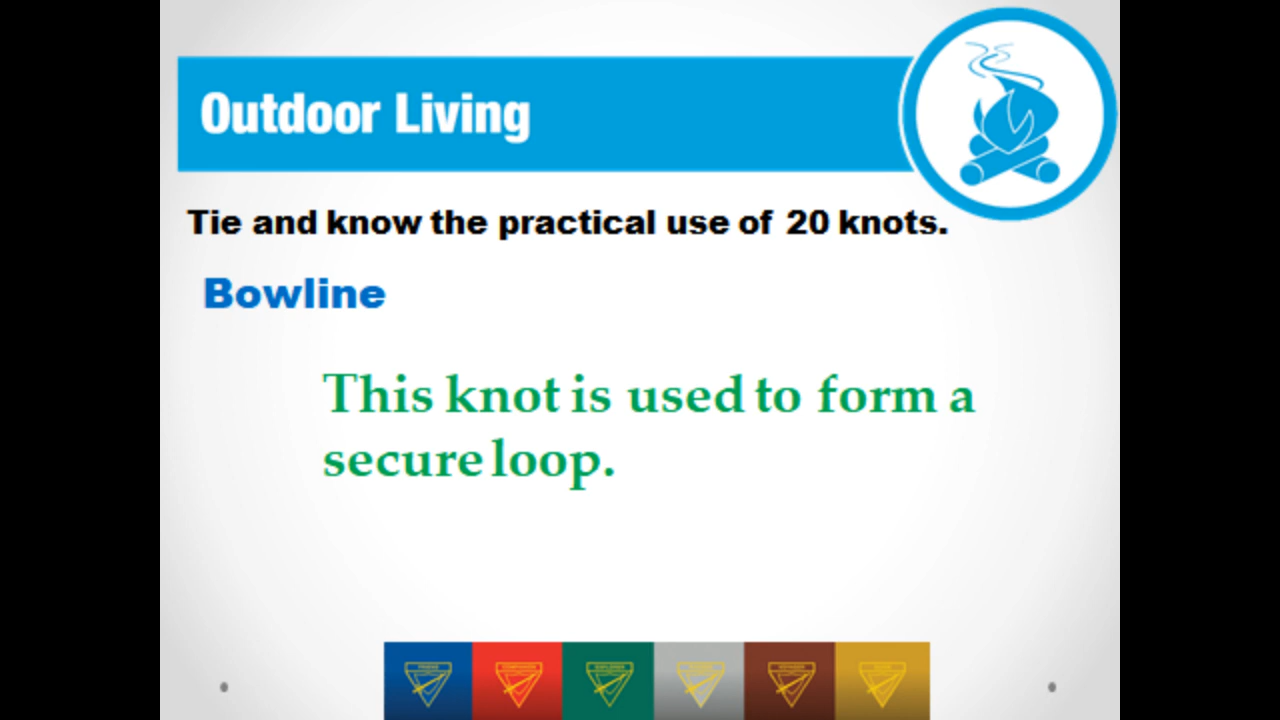 Outdoor Living
Tie and know the practical use of 20 knots.
Bowline
This knot is used to form a
secure loop.